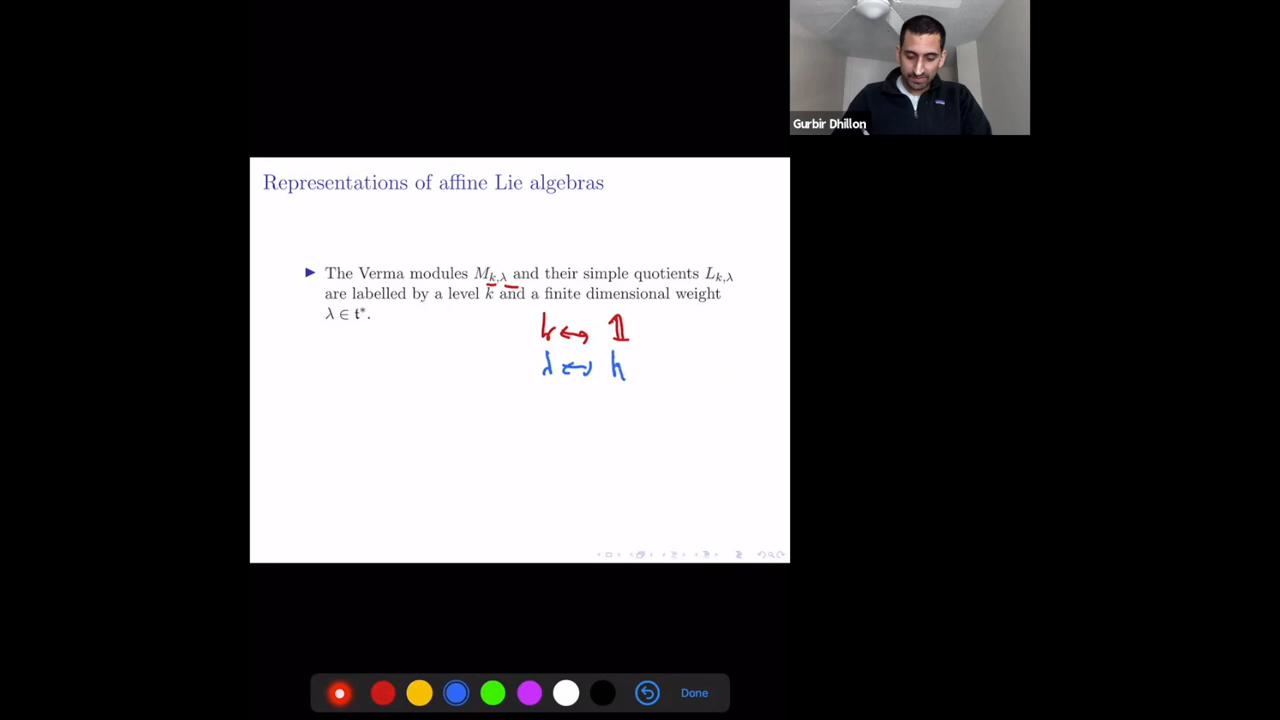 Gurbir Dhillon
Representations of affine Lie algebras
▶ The Verma modules M_{k,λ} and their simple quotients L_{k,λ}
are labelled by a level k and a finite dimensional weight
λ ∈ 𝔱*.
k ↔ 𝟙
λ ↔ h
Done